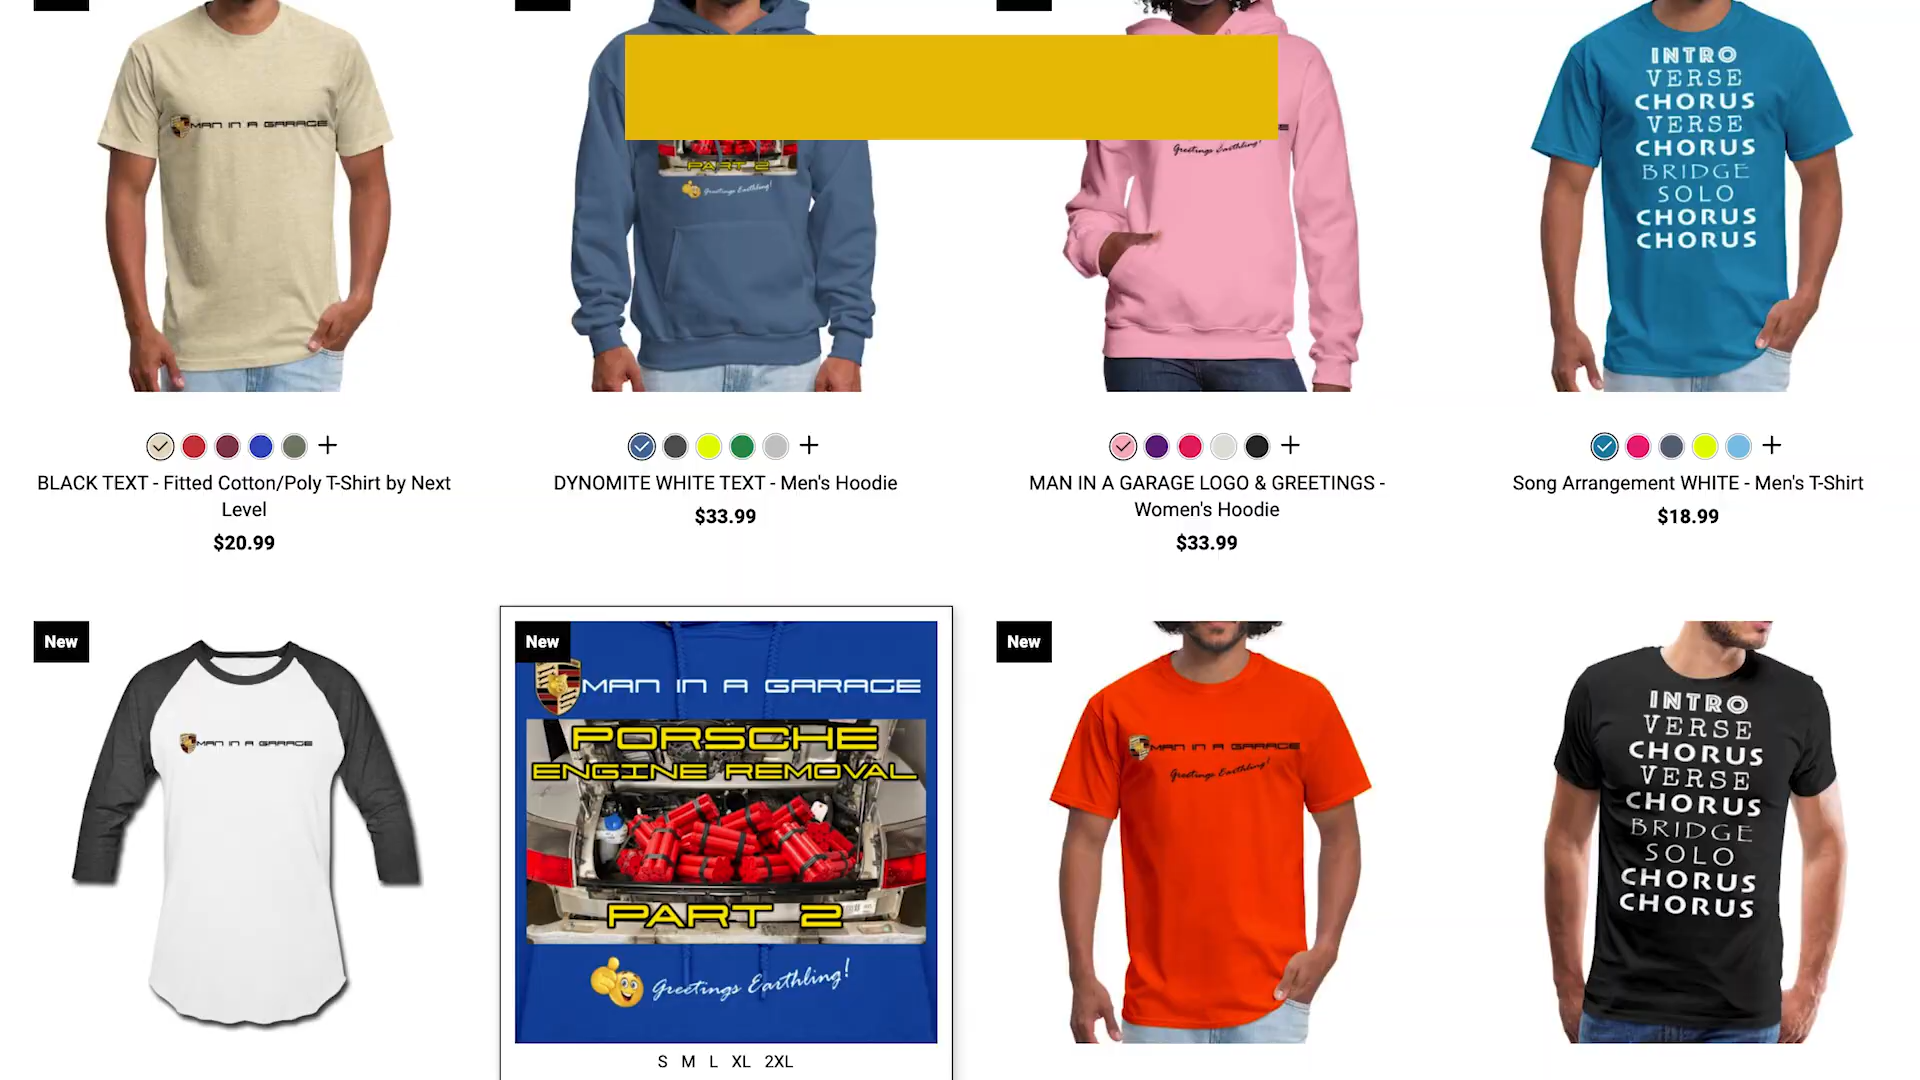 MAN IN A GARAGE
PART 2
Greetings Earthling!
Greetings Earthling!
INTRO
VERSE
CHORUS
VERSE
CHORUS
BRIDGE
SOLO
CHORUS
CHORUS
BLACK TEXT - Fitted Cotton/Poly T-Shirt by Next
Level
$20.99
DYNOMITE WHITE TEXT - Men's Hoodie
$33.99
MAN IN A GARAGE LOGO & GREETINGS -
Women's Hoodie
$33.99
Song Arrangement WHITE - Men's T-Shirt
$18.99
New
MAN IN A GARAGE
New
MAN IN A GARAGE
PORSCHE
ENGINE REMOVAL
PART 2
Greetings Earthling!
S M L XL 2XL
New
MAN IN A GARAGE
Greetings Earthling!
INTRO
VERSE
CHORUS
VERSE
CHORUS
BRIDGE
SOLO
CHORUS
CHORUS